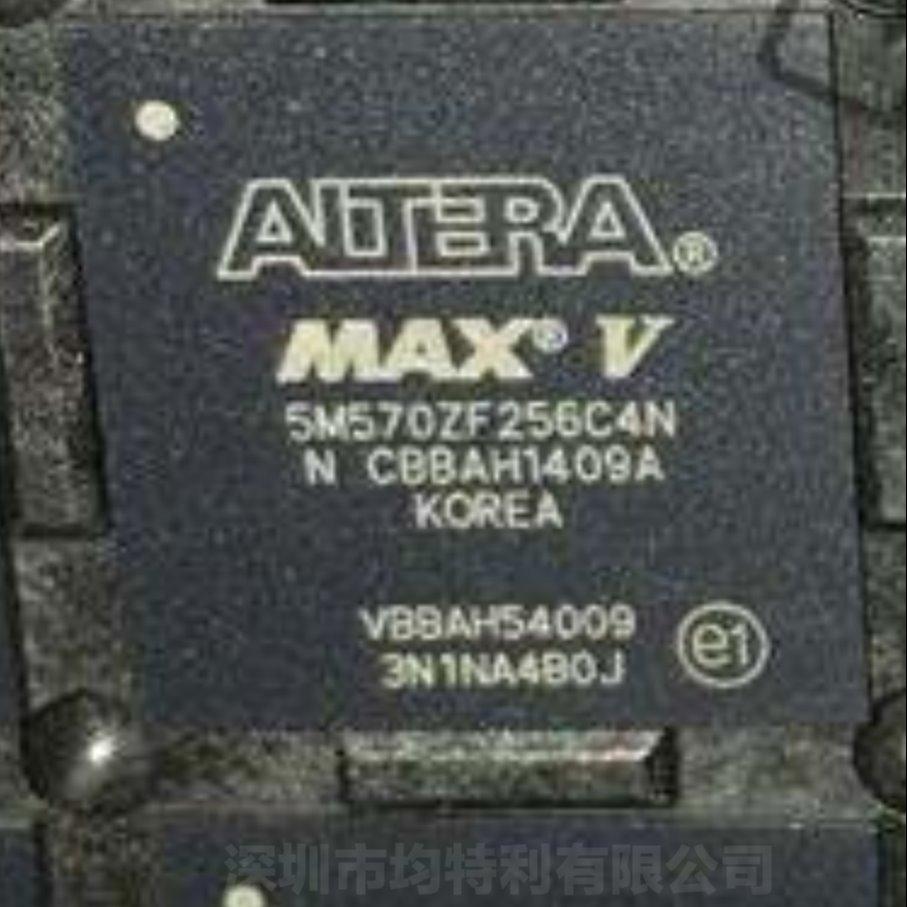 ALTERA®
MAX® V
5M570ZF256C4N
N CBBAH1409A
KOREA
VBBAH54009
3N1NA4B0J
e1
深圳市均特利有限公司